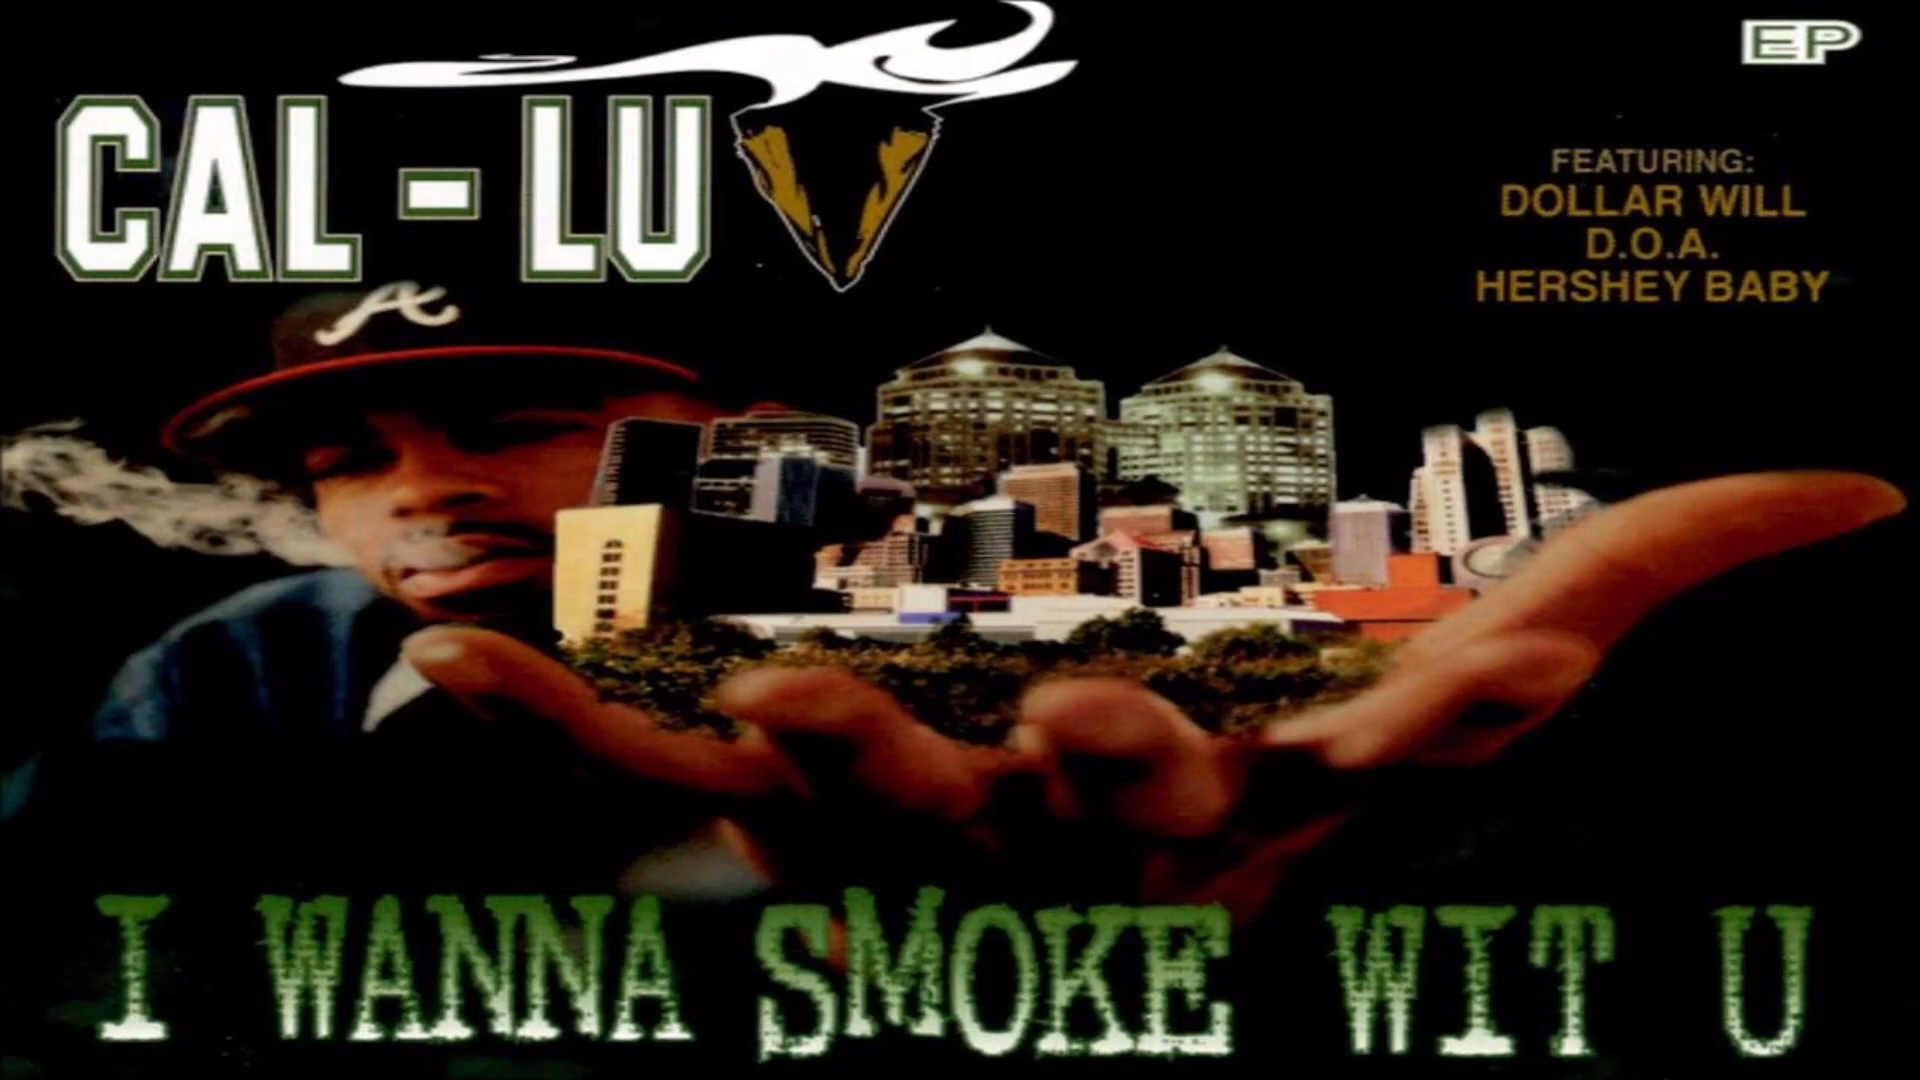 EP
CAL-LUV
FEATURING:
DOLLAR WILL
D.O.A.
HERSHEY BABY
A
I WANNA SMOKE WIT U